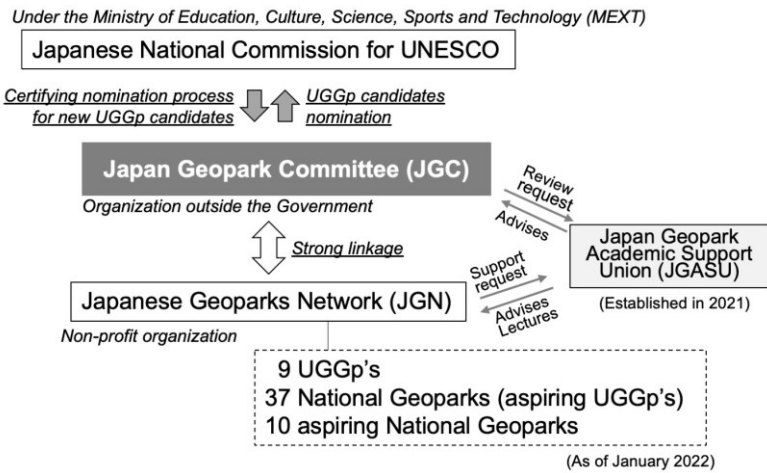 Under the Ministry of Education, Culture, Science, Sports and Technology (MEXT)
Japanese National Commission for UNESCO
Certifying nomination process
for new UGGp candidates
UGGp candidates
nomination
Japan Geopark Committee (JGC)
Organization outside the Government
Review
request
Advises
Strong linkage
Japan Geopark
Academic Support
Union (JGASU)
(Established in 2021)
Support
request
Advises
Lectures
Japanese Geoparks Network (JGN)
Non-profit organization
9 UGGp's
37 National Geoparks (aspiring UGGp's)
10 aspiring National Geoparks
(As of January 2022)